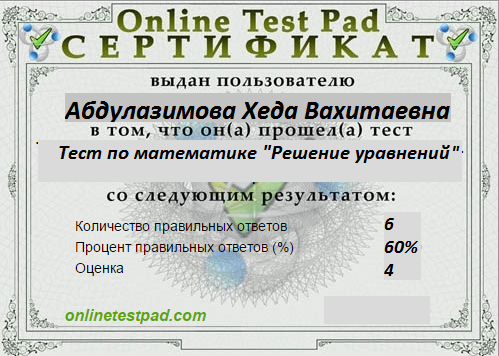 Online Test Pad
СЕРТИФИКАТ
выдан пользователю
Абдулазимова Хеда Вахитаевна
в том, что он(а) прошел(а) тест
Тест по математике "Решение уравнений"
со следующим результатом:
Количество правильных ответов 6
Процент правильных ответов (%) 60%
Оценка 4
onlinetestpad.com